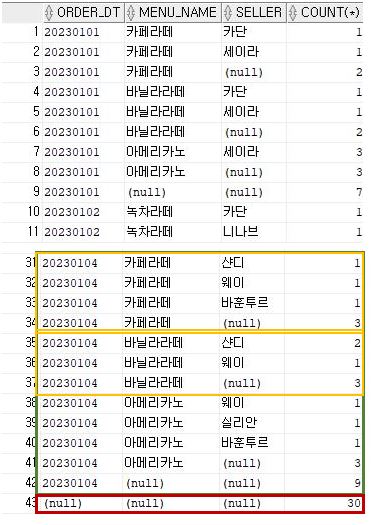 ORDER_DT MENU_NAME SELLER COUNT(*)
1 20230101 카페라떼 카단 1
2 20230101 카페라떼 세이라 1
3 20230101 카페라떼 (null) 2
4 20230101 바닐라라떼 카단 1
5 20230101 바닐라라떼 세이라 1
6 20230101 바닐라라떼 (null) 2
7 20230101 아메리카노 세이라 3
8 20230101 아메리카노 (null) 3
9 20230101 (null) (null) 7
10 20230102 녹차라떼 카단 1
11 20230102 녹차라떼 니나브 1
31 20230104 카페라떼 샨디 1
32 20230104 카페라떼 웨이 1
33 20230104 카페라떼 바훈투르 1
34 20230104 카페라떼 (null) 3
35 20230104 바닐라라떼 샨디 2
36 20230104 바닐라라떼 웨이 1
37 20230104 바닐라라떼 (null) 3
38 20230104 아메리카노 웨이 1
39 20230104 아메리카노 실리안 1
40 20230104 아메리카노 바훈투르 1
41 20230104 아메리카노 (null) 3
42 20230104 (null) (null) 9
43 (null) (null) (null) 30